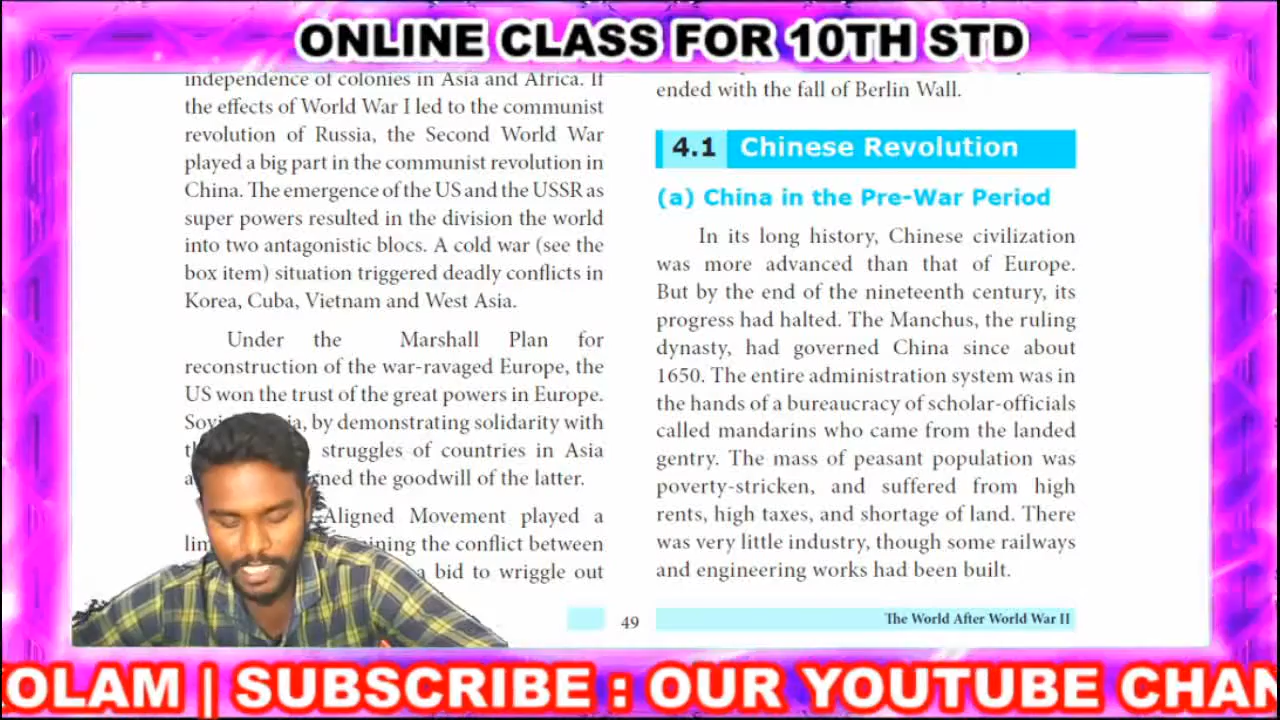 ONLINE CLASS FOR 10TH STD
independence of colonies in Asia and Africa. If
the effects of World War I led to the communist
revolution of Russia, the Second World War
played a big part in the communist revolution in
China. The emergence of the US and the USSR as
super powers resulted in the division the world
into two antagonistic blocs. A cold war (see the
box item) situation triggered deadly conflicts in
Korea, Cuba, Vietnam and West Asia.
Under the Marshall Plan for
reconstruction of the war-ravaged Europe, the
US won the trust of the great powers in Europe.
by demonstrating solidarity with
struggles of countries in Asia
the goodwill of the latter.
Aligned Movement played a
the conflict between
a bid to wriggle out
49
ended with the fall of Berlin Wall.
4.1 Chinese Revolution
(a) China in the Pre-War Period
In its long history, Chinese civilization
was more advanced than that of Europe.
But by the end of the nineteenth century, its
progress had halted. The Manchus, the ruling
dynasty, had governed China since about
1650. The entire administration system was in
the hands of a bureaucracy of scholar-officials
called mandarins who came from the landed
gentry. The mass of peasant population was
poverty-stricken, and suffered from high
rents, high taxes, and shortage of land. There
was very little industry, though some railways
and engineering works had been built.
The World After World War II
OLAM | SUBSCRIBE : OUR YOUTUBE CHAN